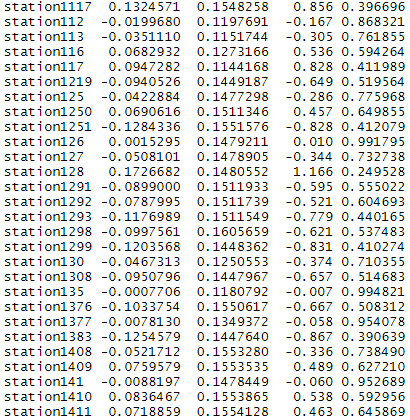 station1117 0.1324571 0.1548258 0.856 0.396696
station112 -0.0199680 0.1197691 -0.167 0.868321
station113 -0.0351110 0.1151744 -0.305 0.761855
station116 0.0682932 0.1273166 0.536 0.594264
station117 0.0947282 0.1144168 0.828 0.411989
station1219 -0.0940526 0.1449187 -0.649 0.519564
station125 -0.0422884 0.1477298 -0.286 0.775968
station1250 0.0690616 0.1511346 0.457 0.649855
station1251 -0.1284336 0.1551576 -0.828 0.412079
station126 0.0015295 0.1479211 0.010 0.991795
station127 -0.0508101 0.1478905 -0.344 0.732738
station128 0.1726682 0.1480552 1.166 0.249528
station1291 -0.0899000 0.1511933 -0.595 0.555022
station1292 -0.0787995 0.1511739 -0.521 0.604693
station1293 -0.1176989 0.1511549 -0.779 0.440165
station1298 -0.0997561 0.1605659 -0.621 0.537483
station1299 -0.1203568 0.1448362 -0.831 0.410274
station130 -0.0467313 0.1250553 -0.374 0.710355
station1308 -0.0950796 0.1447967 -0.657 0.514683
station135 -0.0007706 0.1180792 -0.007 0.994821
station1376 -0.1033754 0.1550617 -0.667 0.508312
station1377 -0.0078130 0.1349372 -0.058 0.954078
station1383 -0.1254579 0.1447640 -0.867 0.390639
station1408 -0.0521712 0.1553280 -0.336 0.738490
station1409 0.0759579 0.1553535 0.489 0.627210
station141 -0.0088197 0.1478449 -0.060 0.952689
station1410 0.0836467 0.1553865 0.538 0.592956
station1411 0.0718859 0.1554128 0.463 0.645869